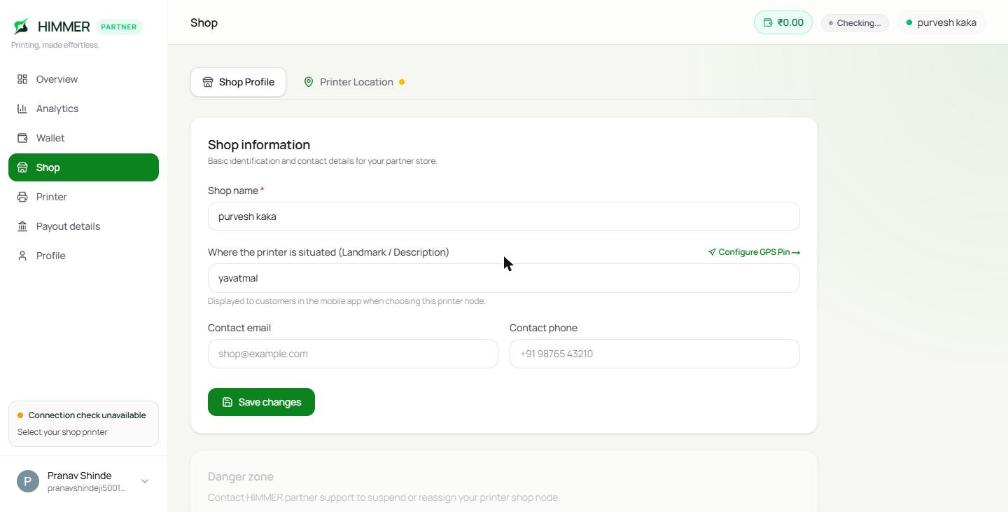 HIMMER PARTNER
Printing, made effortless.
Overview
Analytics
Wallet
Shop
Printer
Payout details
Profile
Connection check unavailable
Select your shop printer
P
Pranav Shinde
pranavshindeji5001...
Shop
₹0.00
Checking...
purvesh kaka
Shop Profile
Printer Location
Shop information
Basic identification and contact details for your partner store.
Shop name *
purvesh kaka
Where the printer is situated (Landmark / Description)
Configure GPS Pin →
yavatmal
Displayed to customers in the mobile app when choosing this printer node.
Contact email
Contact phone
shop@example.com
+91 98765 43210
Save changes
Danger zone
Contact HIMMER partner support to suspend or reassign your printer shop node.